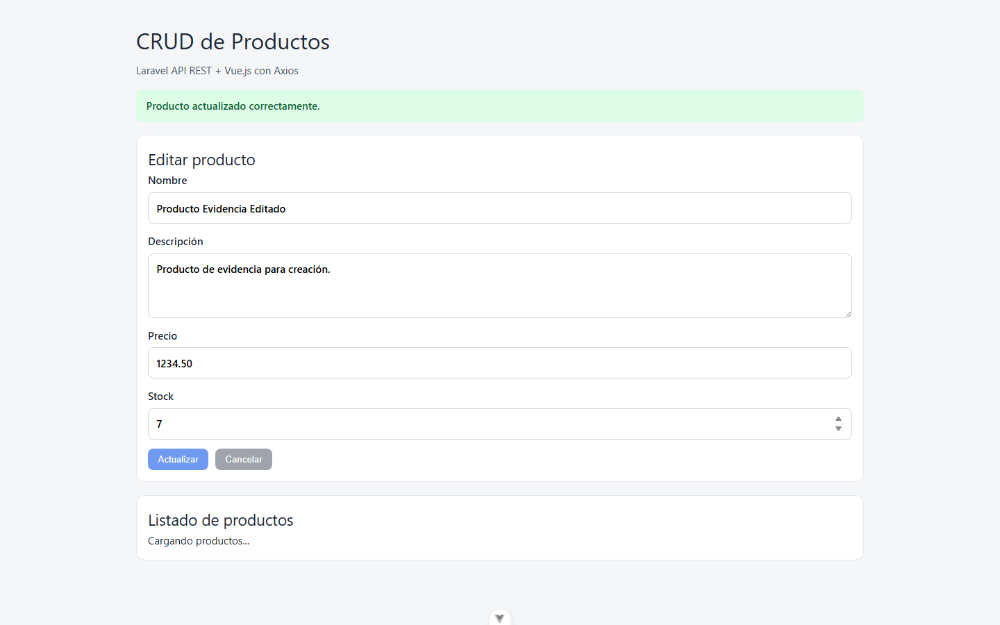 CRUD de Productos
Laravel API REST + Vue.js con Axios
Producto actualizado correctamente.
Editar producto
Nombre
Producto Evidencia Editado
Descripción
Producto de evidencia para creación.
Precio
1234.50
Stock
7
Actualizar Cancelar
Listado de productos
Cargando productos...